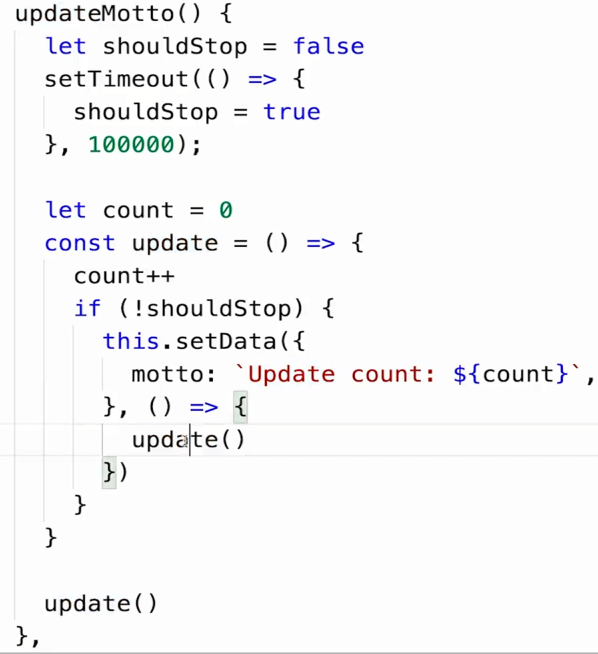 updateMotto() {
  let shouldStop = false
  setTimeout(() => {
    shouldStop = true
  }, 100000);

  let count = 0
  const update = () => {
    count++
    if (!shouldStop) {
      this.setData({
        motto: `Update count: ${count}`,
      }, () => {
        update()
      })
    }
  }

  update()
},